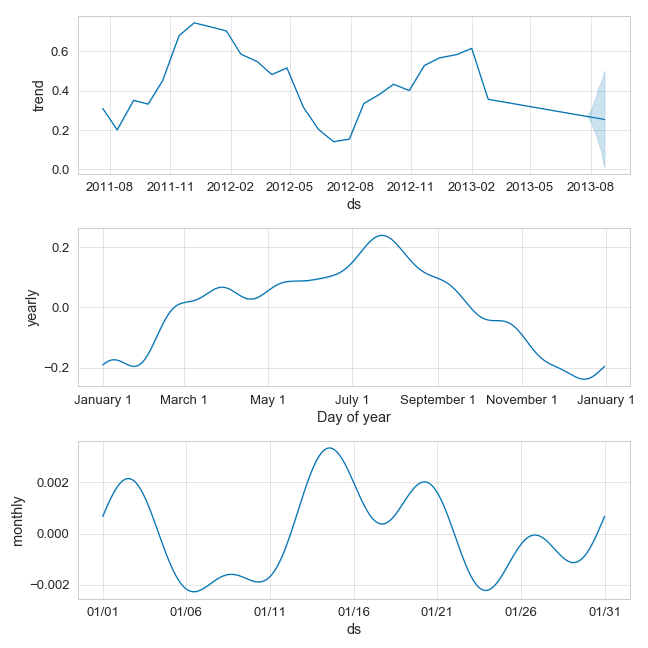 trend
0.6
0.4
0.2
0.0
2011-08 2011-11 2012-02 2012-05 2012-08 2012-11 2013-02 2013-05 2013-08
ds
yearly
0.2
0.0
−0.2
January 1 March 1 May 1 July 1 September 1 November 1 January 1
Day of year
monthly
0.002
0.000
−0.002
01/01 01/06 01/11 01/16 01/21 01/26 01/31
ds